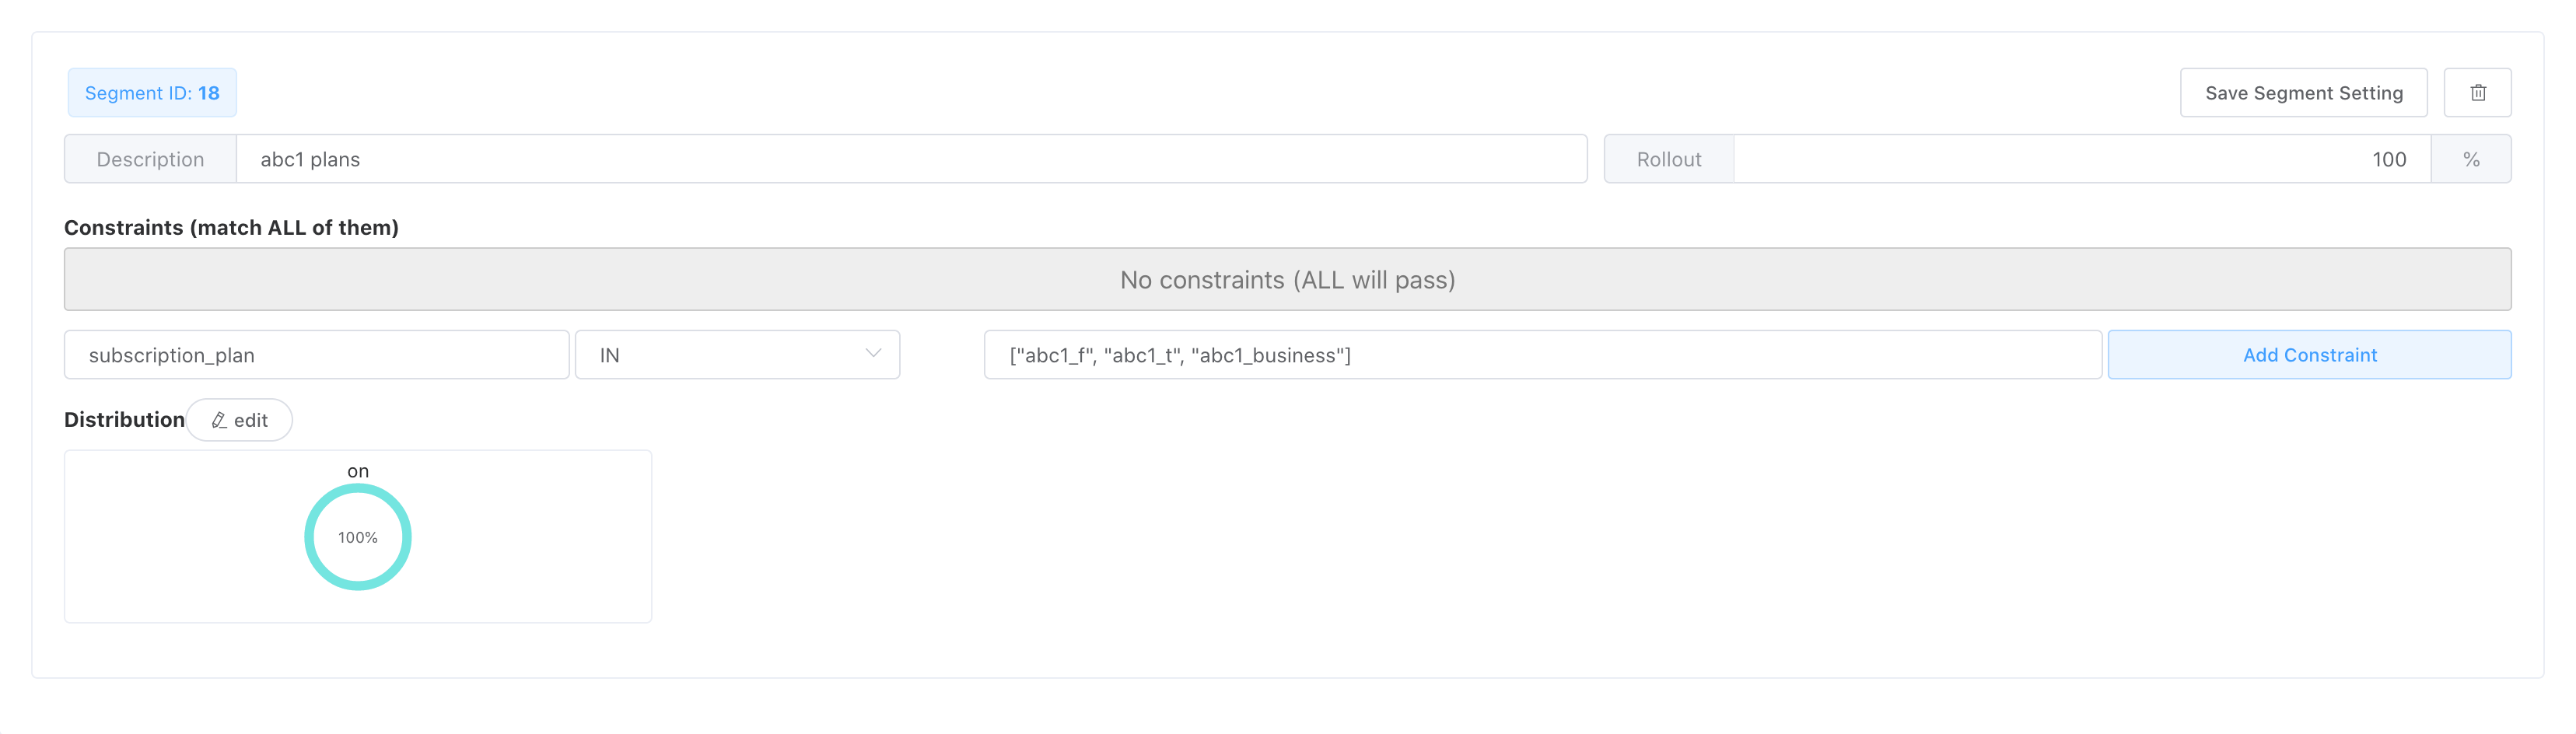 Segment ID: 18
Save Segment Setting
Description abc1 plans Rollout 100 %
Constraints (match ALL of them)
No constraints (ALL will pass)
subscription_plan IN ["abc1_f", "abc1_t", "abc1_business"] Add Constraint
Distribution edit
on
100%